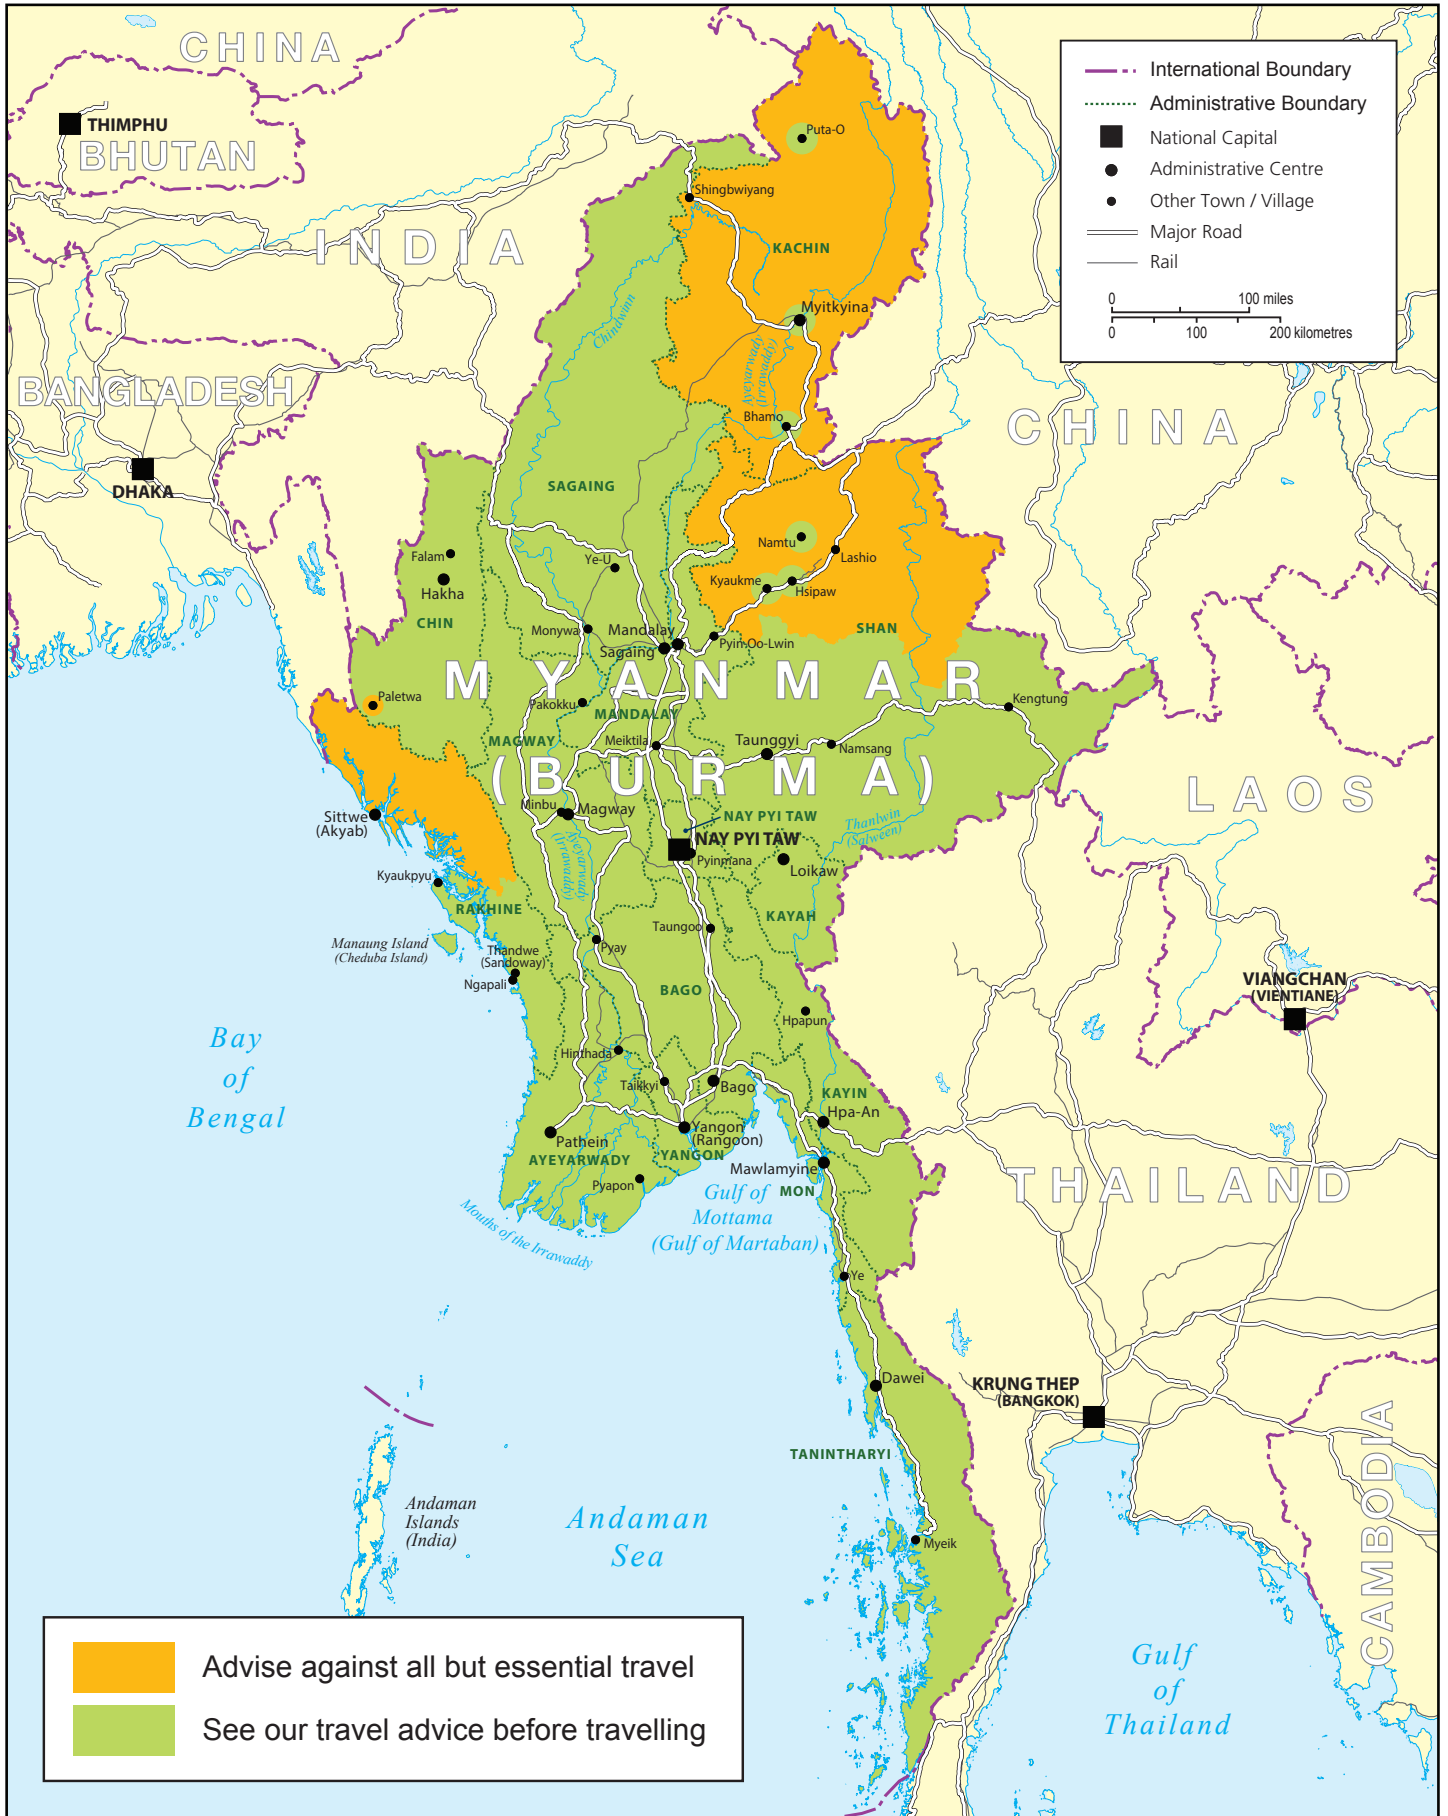 CHINA
THIMPHU
BHUTAN
INDIA
BANGLADESH
DHAKA
International Boundary
Administrative Boundary
National Capital
Administrative Centre
Other Town / Village
Major Road
Rail
0 100 miles
0 100 200 kilometres
Puta-O
Shingbwiyang
KACHIN
Myitkyina
Chindwinn
Ayeyarwady
(Irrawaddy)
Bhamo
CHINA
SAGAING
Namtu
Lashio
Falam
Ye-U
Hakha
Kyaukme
Hsipaw
CHIN
Monywa
Mandalay
Sagaing
Pyin-Oo-Lwin
SHAN
MYANMAR
Paletwa
Pakokku
MANDALAY
Kengtung
MAGWAY
Meiktila
Taunggyi
Namsang
(BURMA)
LAOS
Minbu
Magway
Sittwe
(Akyab)
NAY PYI TAW
NAY PYI TAW
Pyinmana
Thanlwin
(Salween)
Ayeyarwady
(Irrawaddy)
Loikaw
Kyaukpyu
RAKHINE
KAYAH
Taungoo
Manaung Island
(Cheduba Island)
Pyay
Thandwe
(Sandoway)
Ngapali
BAGO
Hpapun
VIANGCHAN
(VIENTIANE)
Bay
of
Bengal
Hinthada
Taikkyi
Bago
KAYIN
Hpa-An
Pathein
Yangon
(Rangoon)
AYEYARWADY
YANGON
Mawlamyine
Pyapon
MON
THAILAND
Gulf of
Mottama
(Gulf of Martaban)
Mouths of the Irrawaddy
Ye
Dawei
KRUNG THEP
(BANGKOK)
TANINTHARYI
CAMBODIA
Andaman
Islands
(India)
Andaman
Sea
Myeik
Gulf
of
Thailand
Advise against all but essential travel
See our travel advice before travelling